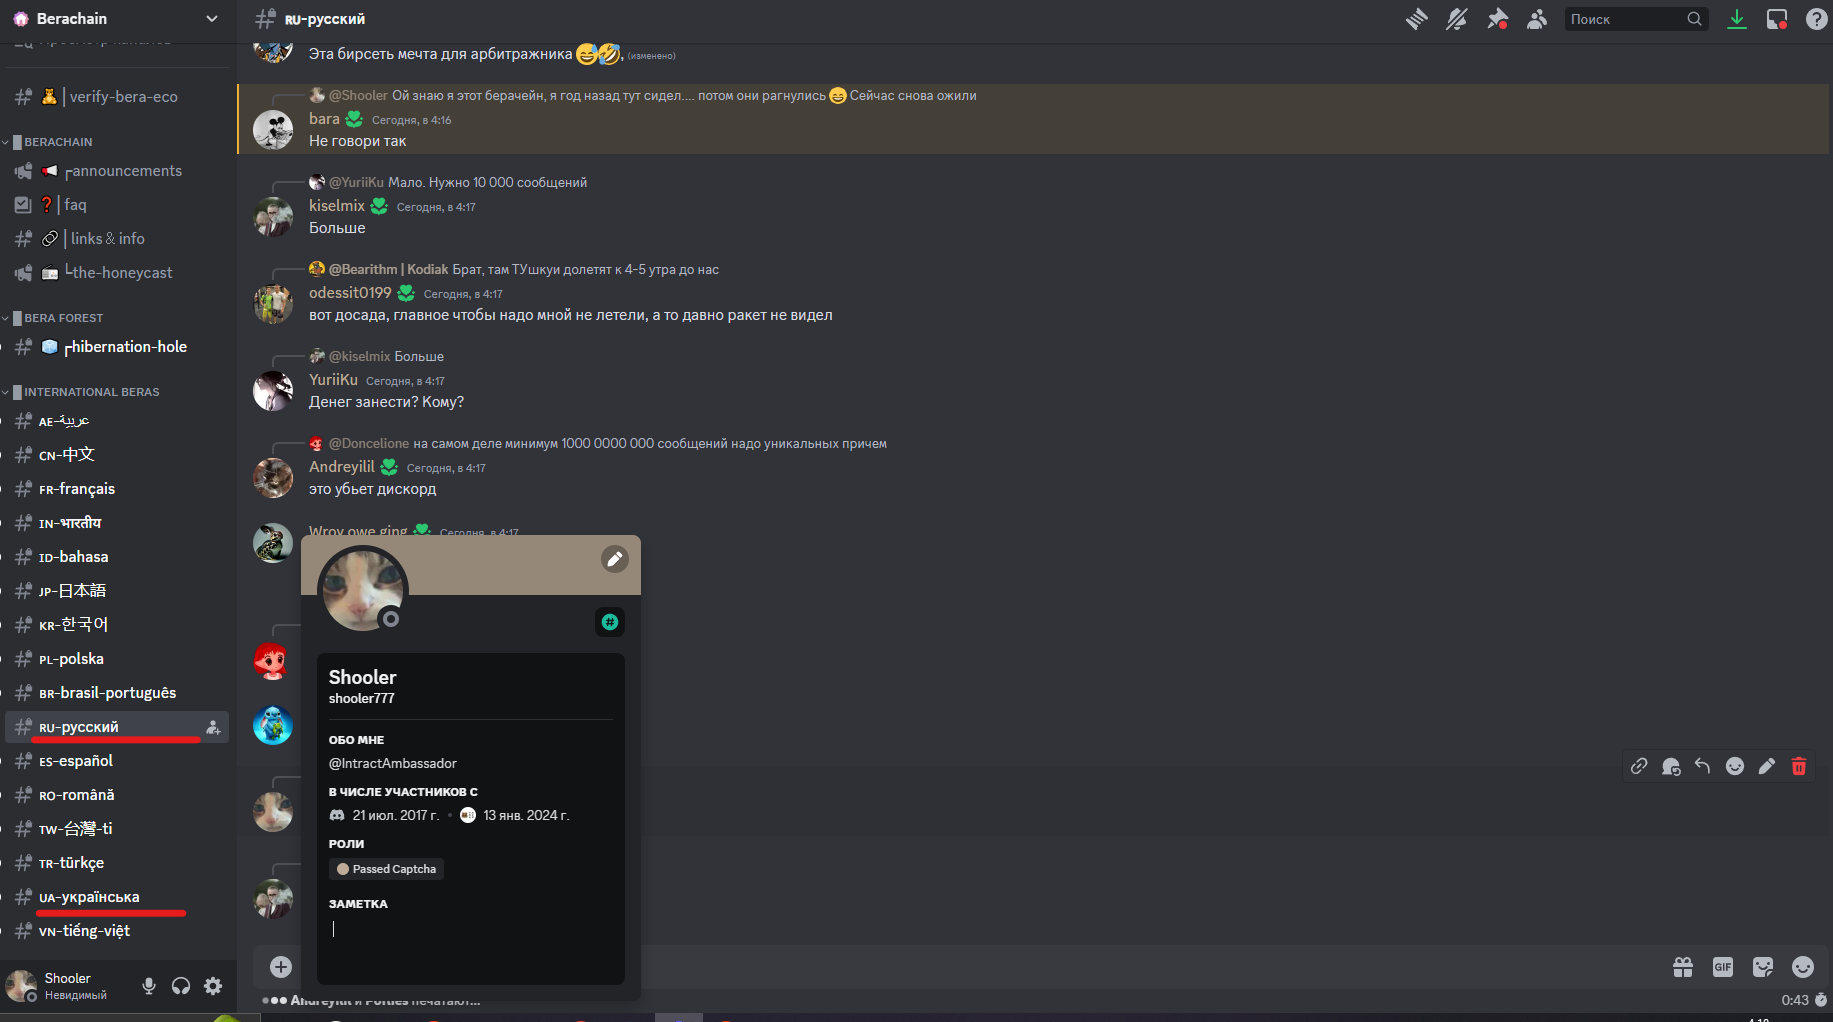 Berachain
verify-bera-eco
BERACHAIN
announcements
faq
links & info
the-honeycast
BERA FOREST
hibernation-hole
INTERNATIONAL BERAS
AE-عربية
CN-中文
FR-français
IN-भारतीय
ID-bahasa
JP-日本語
KR-한국어
PL-polska
BR-brasil-português
RU-русский
ES-español
RO-română
TW-台灣-ti
TR-türkçe
UA-українська
VN-tiếng-việt
Shooler
Невидимый
RU-русский
Поиск
Эта бирсеть мечта для арбитражника 😅🤣, (изменено)
@Shooler Ой знаю я этот берачейн, я год назад тут сидел.... потом они рагнулись 😄 Сейчас снова ожили
bara Сегодня, в 4:16
Не говори так
@YuriiKu Мало. Нужно 10 000 сообщений
kiselmix Сегодня, в 4:17
Больше
@Bearithm | Kodiak Брат, там ТУшкуи долетят к 4-5 утра до нас
odessit0199 Сегодня, в 4:17
вот досада, главное чтобы надо мной не летели, а то давно ракет не видел
@kiselmix Больше
YuriiKu Сегодня, в 4:17
Денег занести? Кому?
@Doncelione на самом деле минимум 1000 0000 000 сообщений надо уникальных причем
Andreyilil Сегодня, в 4:17
это убьет дискорд
Wroy owe ging Сегодня, в 4:17
Shooler
shooler777
ОБО МНЕ
@IntractAmbassador
В ЧИСЛЕ УЧАСТНИКОВ С
21 июл. 2017 г. • 13 янв. 2024 г.
РОЛИ
Passed Captcha
ЗАМЕТКА
GIF
0:43